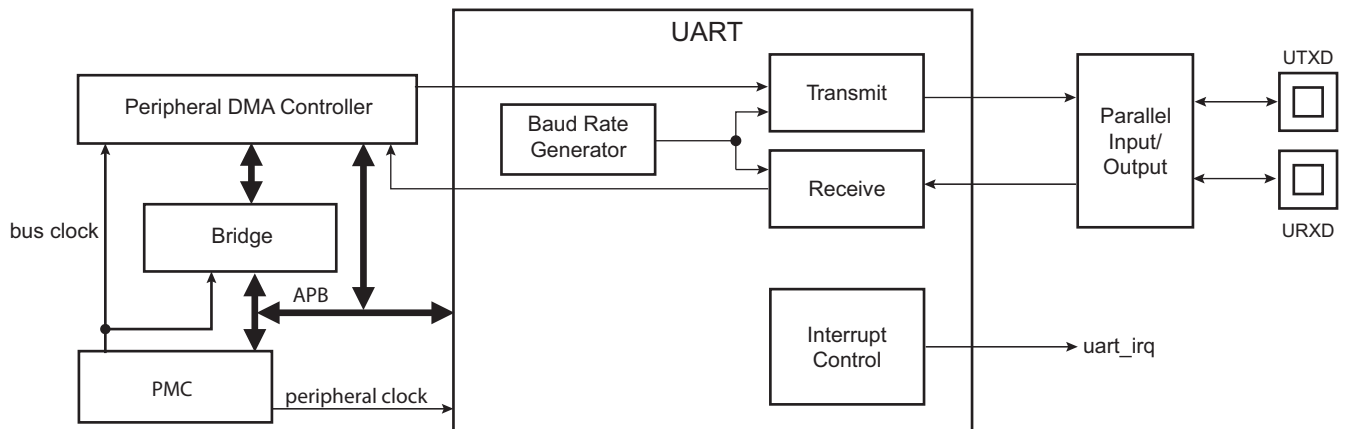 UART
UTXD
Peripheral DMA Controller
Transmit
Baud Rate
Generator
Parallel
Input/
Output
Receive
bus clock
Bridge
URXD
APB
Interrupt
Control
uart_irq
PMC
peripheral clock